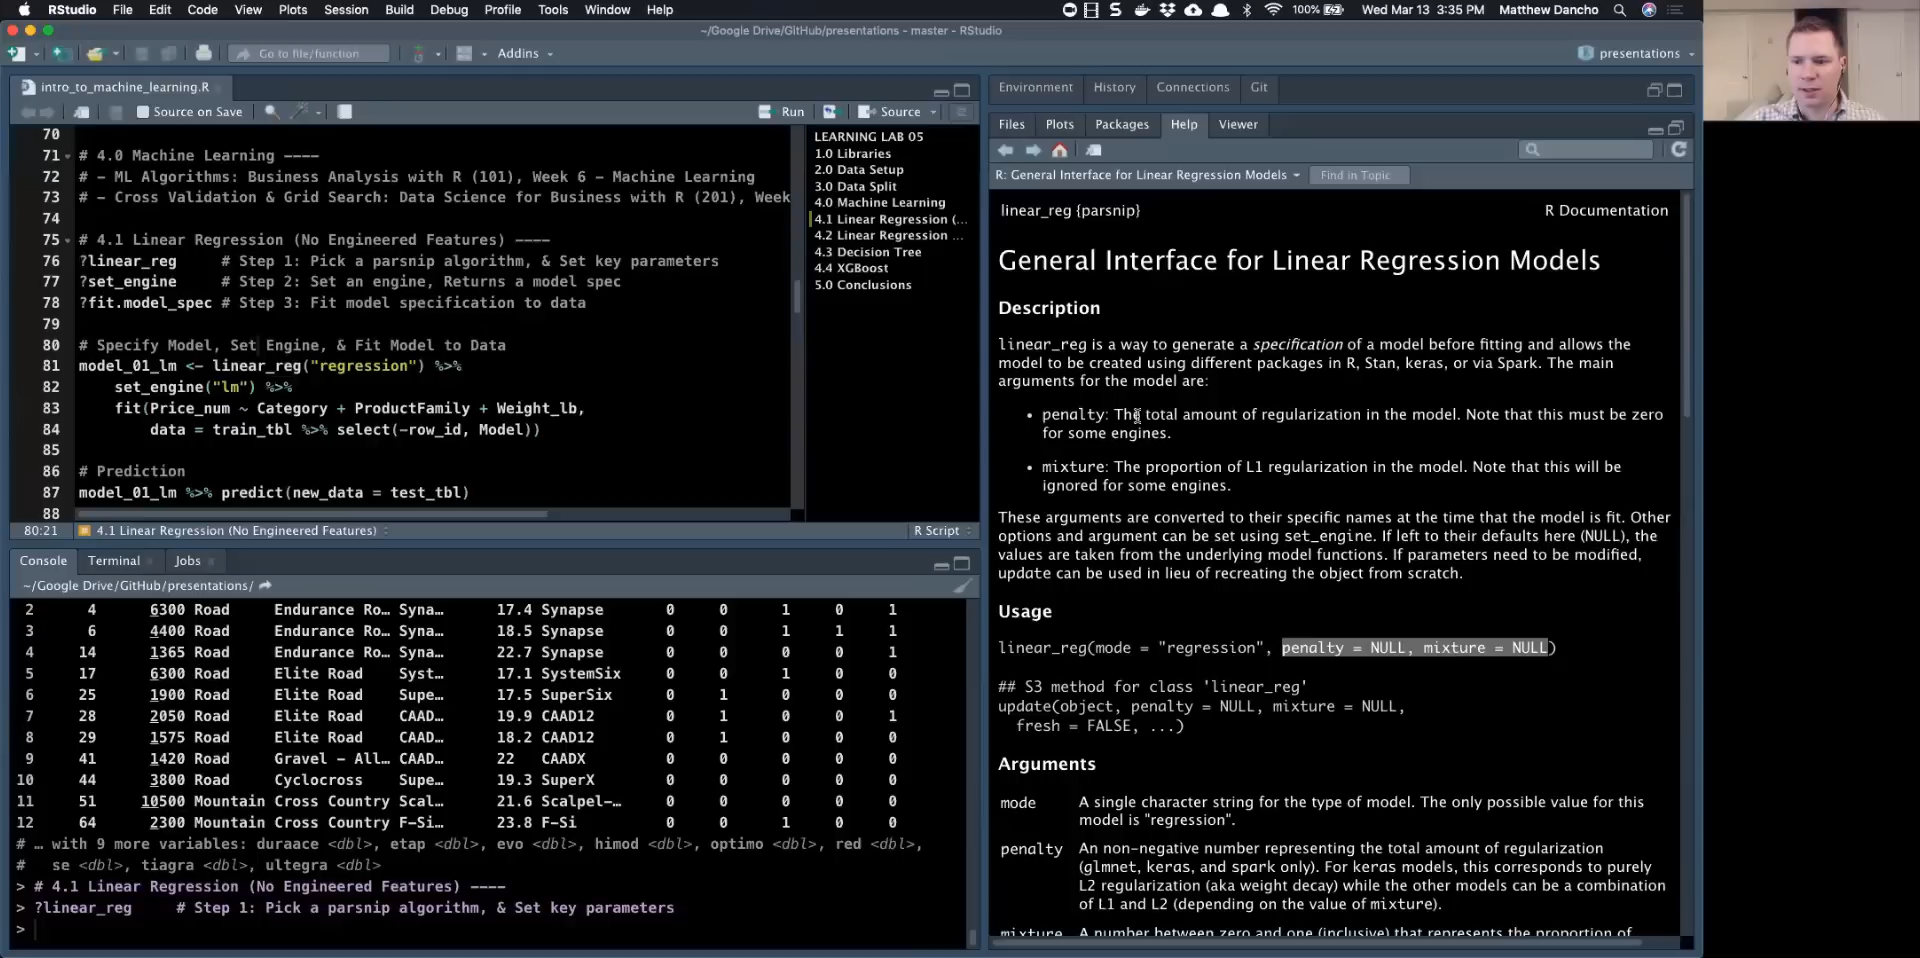 RStudio File Edit Code View Plots Session Build Debug Profile Tools Window Help
100% Wed Mar 13 3:35 PM Matthew Dancho
~/Google Drive/GitHub/presentations - master - RStudio
Go to file/function Addins presentations
intro_to_machine_learning.R
Source on Save Run Source
70
71 # 4.0 Machine Learning ----
72 # - ML Algorithms: Business Analysis with R (101), Week 6 - Machine Learning
73 # - Cross Validation & Grid Search: Data Science for Business with R (201), Week
74
75 # 4.1 Linear Regression (No Engineered Features) ----
76 ?linear_reg # Step 1: Pick a parsnip algorithm, & Set key parameters
77 ?set_engine # Step 2: Set an engine, Returns a model spec
78 ?fit.model_spec # Step 3: Fit model specification to data
79
80 # Specify Model, Set Engine, & Fit Model to Data
81 model_01_lm <- linear_reg("regression") %>%
82 set_engine("lm") %>%
83 fit(Price_num ~ Category + ProductFamily + Weight_lb,
84 data = train_tbl %>% select(-row_id, Model))
85
86 # Prediction
87 model_01_lm %>% predict(new_data = test_tbl)
88
LEARNING LAB 05
1.0 Libraries
2.0 Data Setup
3.0 Data Split
4.0 Machine Learning
4.1 Linear Regression (...
4.2 Linear Regression ...
4.3 Decision Tree
4.4 XGBoost
5.0 Conclusions
80:21 4.1 Linear Regression (No Engineered Features) R Script
Console Terminal Jobs
~/Google Drive/GitHub/presentations/
2 4 6300 Road Endurance Ro… Syna… 17.4 Synapse 0 0 1 0 1
3 6 4400 Road Endurance Ro… Syna… 18.5 Synapse 0 0 1 1 1
4 14 1365 Road Endurance Ro… Syna… 22.7 Synapse 0 0 1 0 1
5 17 6300 Road Elite Road Syst… 17.1 SystemSix 0 0 1 0 0
6 25 1900 Road Elite Road Supe… 17.5 SuperSix 0 1 0 0 0
7 28 2050 Road Elite Road CAAD… 19.9 CAAD12 0 1 0 0 1
8 29 1575 Road Elite Road CAAD… 18.2 CAAD12 0 1 0 0 0
9 41 1420 Road Gravel - All… CAAD… 22 CAADX 0 0 0 0 0
10 44 3800 Road Cyclocross Supe… 19.3 SuperX 0 0 0 0 0
11 51 10500 Mountain Cross Country Scal… 21.6 Scalpel-… 0 0 0 0 0
12 64 2300 Mountain Cross Country F-Si… 23.8 F-Si 0 0 1 0 0
# … with 9 more variables: duraace <dbl>, etap <dbl>, evo <dbl>, himod <dbl>, optimo <dbl>, red <dbl>,
# se <dbl>, tiagra <dbl>, ultegra <dbl>
> # 4.1 Linear Regression (No Engineered Features) ----
> ?linear_reg # Step 1: Pick a parsnip algorithm, & Set key parameters
>
Environment History Connections Git
Files Plots Packages Help Viewer
R: General Interface for Linear Regression Models Find in Topic
linear_reg {parsnip} R Documentation
General Interface for Linear Regression Models
Description
linear_reg is a way to generate a specification of a model before fitting and allows the
model to be created using different packages in R, Stan, keras, or via Spark. The main
arguments for the model are:
• penalty: The total amount of regularization in the model. Note that this must be zero
for some engines.
• mixture: The proportion of L1 regularization in the model. Note that this will be
ignored for some engines.
These arguments are converted to their specific names at the time that the model is fit. Other
options and argument can be set using set_engine. If left to their defaults here (NULL), the
values are taken from the underlying model functions. If parameters need to be modified,
update can be used in lieu of recreating the object from scratch.
Usage
linear_reg(mode = "regression", penalty = NULL, mixture = NULL)
## S3 method for class 'linear_reg'
update(object, penalty = NULL, mixture = NULL,
fresh = FALSE, ...)
Arguments
mode A single character string for the type of model. The only possible value for this
model is "regression".
penalty An non-negative number representing the total amount of regularization
(glmnet, keras, and spark only). For keras models, this corresponds to purely
L2 regularization (aka weight decay) while the other models can be a combination
of L1 and L2 (depending on the value of mixture).
mixture A number between zero and one (inclusive) that represents the proportion of